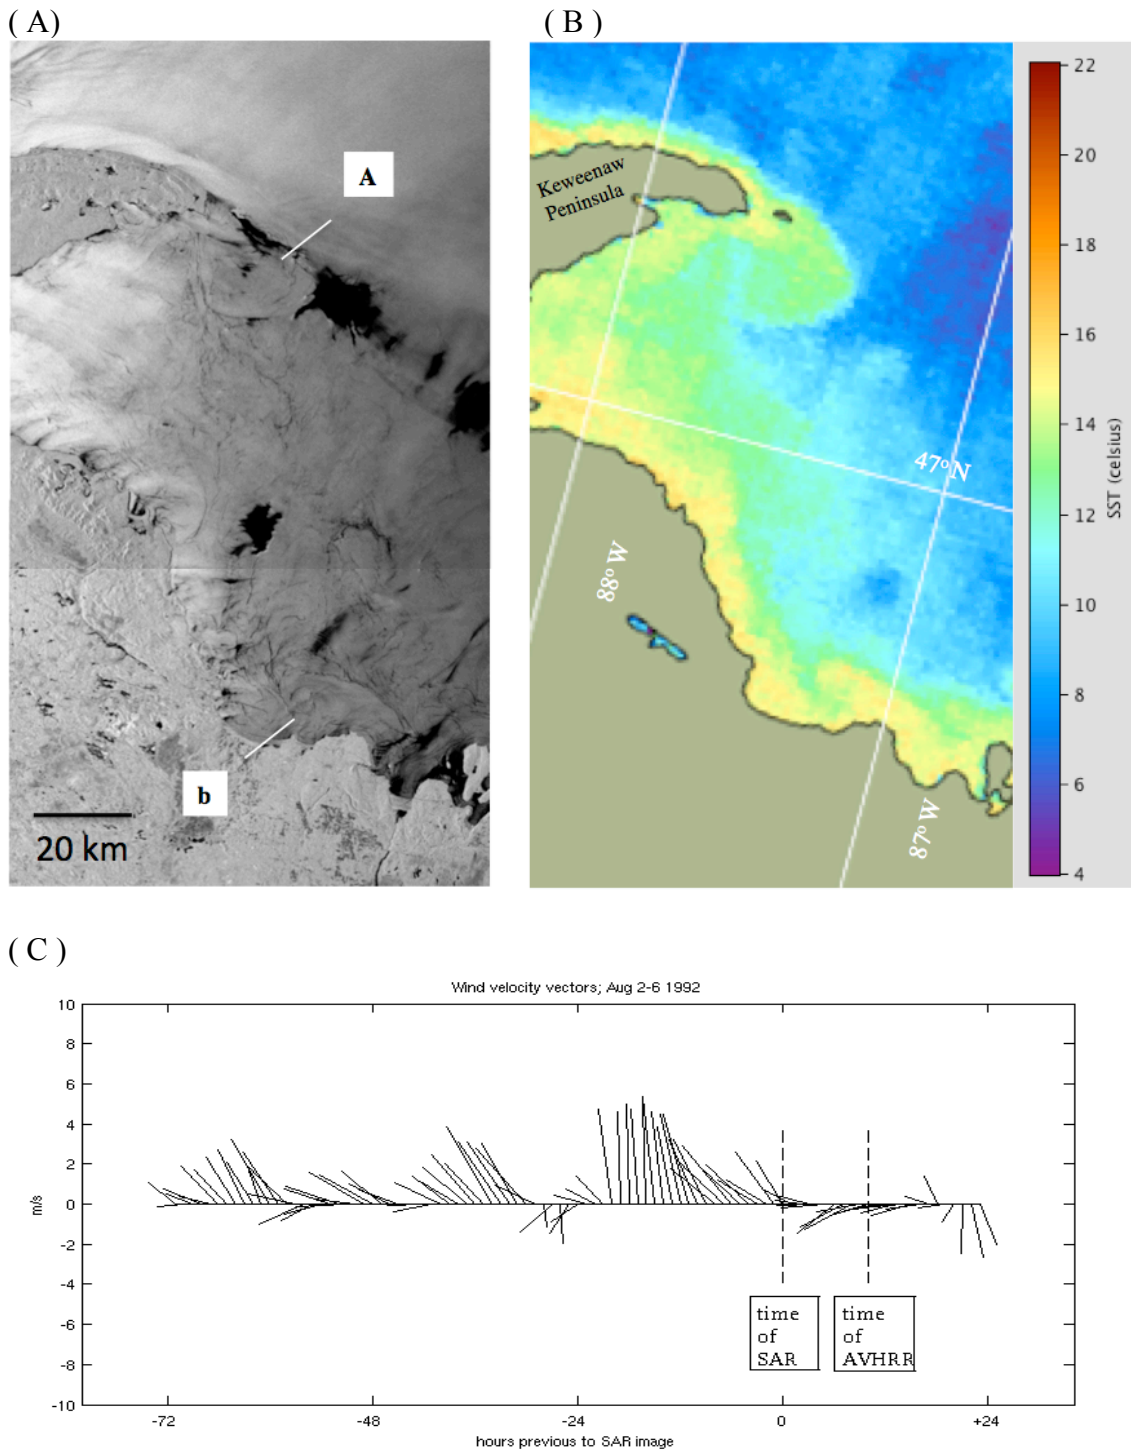 ( A)
( B )
A
b
20 km
Keweenaw
Peninsula
47°N
88°W
87°W
22
20
18
16
14
12
10
8
6
4
SST (celsius)
( C )
Wind velocity vectors; Aug 2-6 1992
10
8
6
4
2
0
-2
-4
-6
-8
-10
m/s
time
of
SAR
time
of
AVHRR
-72
-48
-24
0
+24
hours previous to SAR image